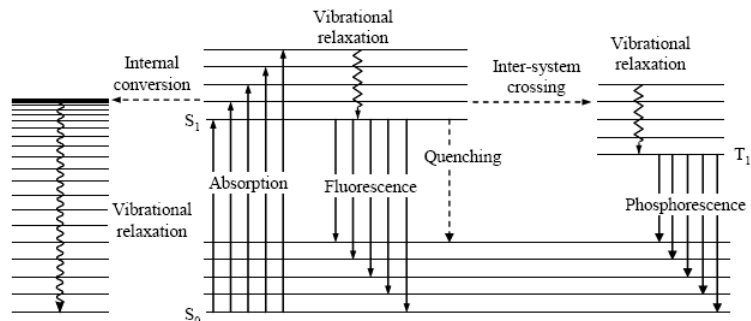 Vibrational
relaxation
Vibrational
relaxation
Internal
conversion
Inter-system
crossing
S1
T1
Quenching
Absorption
Fluorescence
Vibrational
relaxation
Phosphorescence
S0